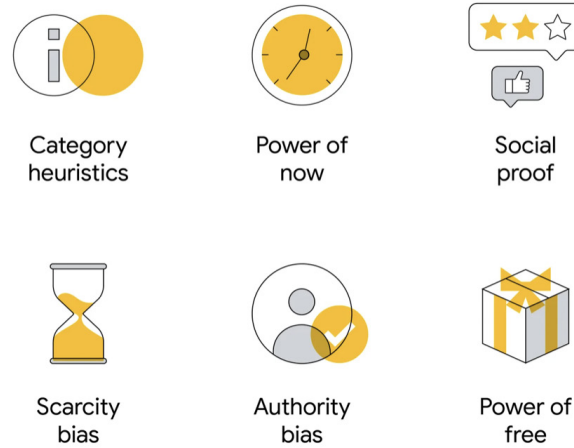 Category
heuristics
Power of
now
Social
proof
Scarcity
bias
Authority
bias
Power of
free